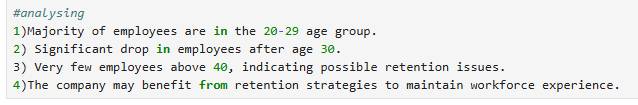 #analysing
1)Majority of employees are in the 20-29 age group.
2) Significant drop in employees after age 30.
3) Very few employees above 40, indicating possible retention issues.
4)The company may benefit from retention strategies to maintain workforce experience.